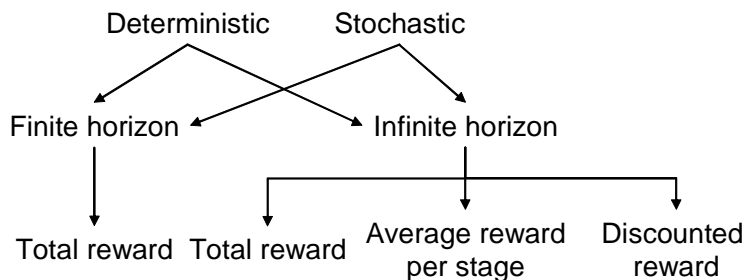 Deterministic
Stochastic
Finite horizon
Infinite horizon
Total reward
Total reward
Average reward
per stage
Discounted
reward